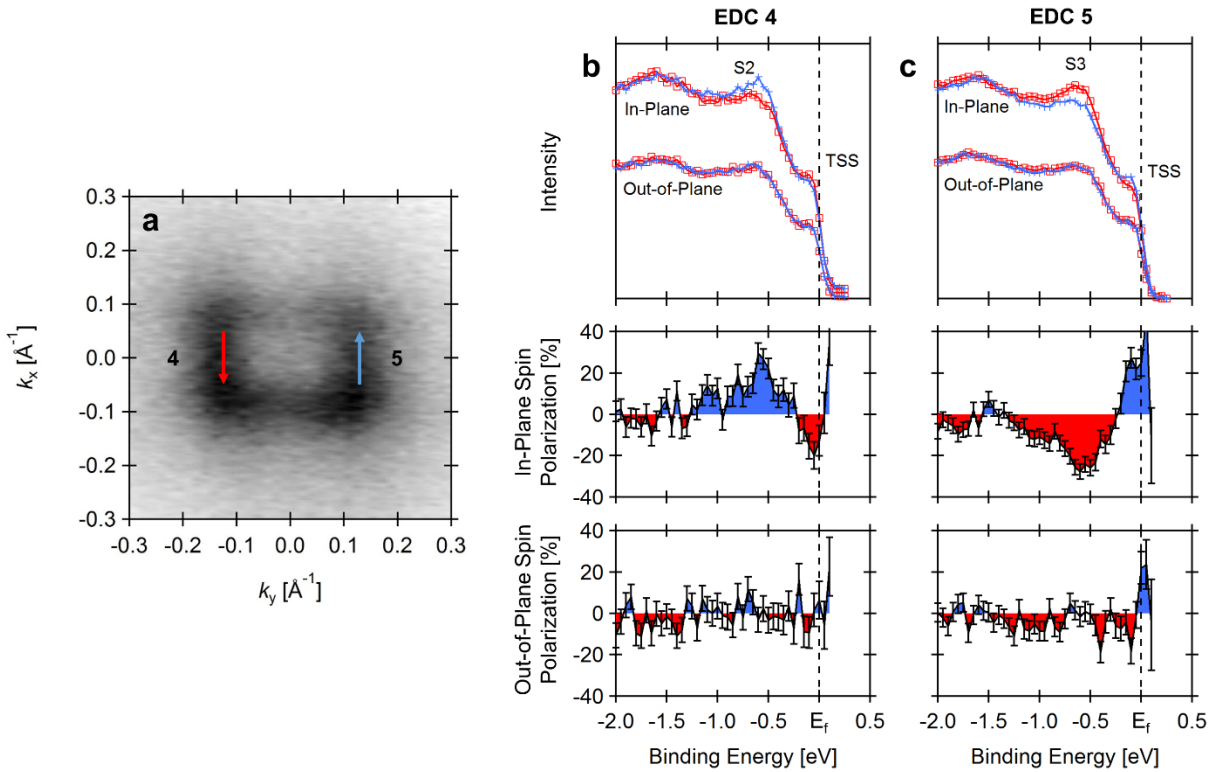 EDC 4
EDC 5
b
S2
In-Plane
TSS
Out-of-Plane
Intensity
c
S3
In-Plane
TSS
Out-of-Plane
a
0.3
0.2
0.1
0.0
-0.1
-0.2
-0.3
kx [Å-1]
4
5
-0.3
-0.2
-0.1
0.0
0.1
0.2
0.3
ky [Å-1]
In-Plane Spin
Polarization [%]
40
20
0
-20
-40
Out-of-Plane Spin
Polarization [%]
40
20
0
-20
-40
-2.0
-1.5
-1.0
-0.5
Ef
0.5
Binding Energy [eV]
-2.0
-1.5
-1.0
-0.5
Ef
0.5
Binding Energy [eV]